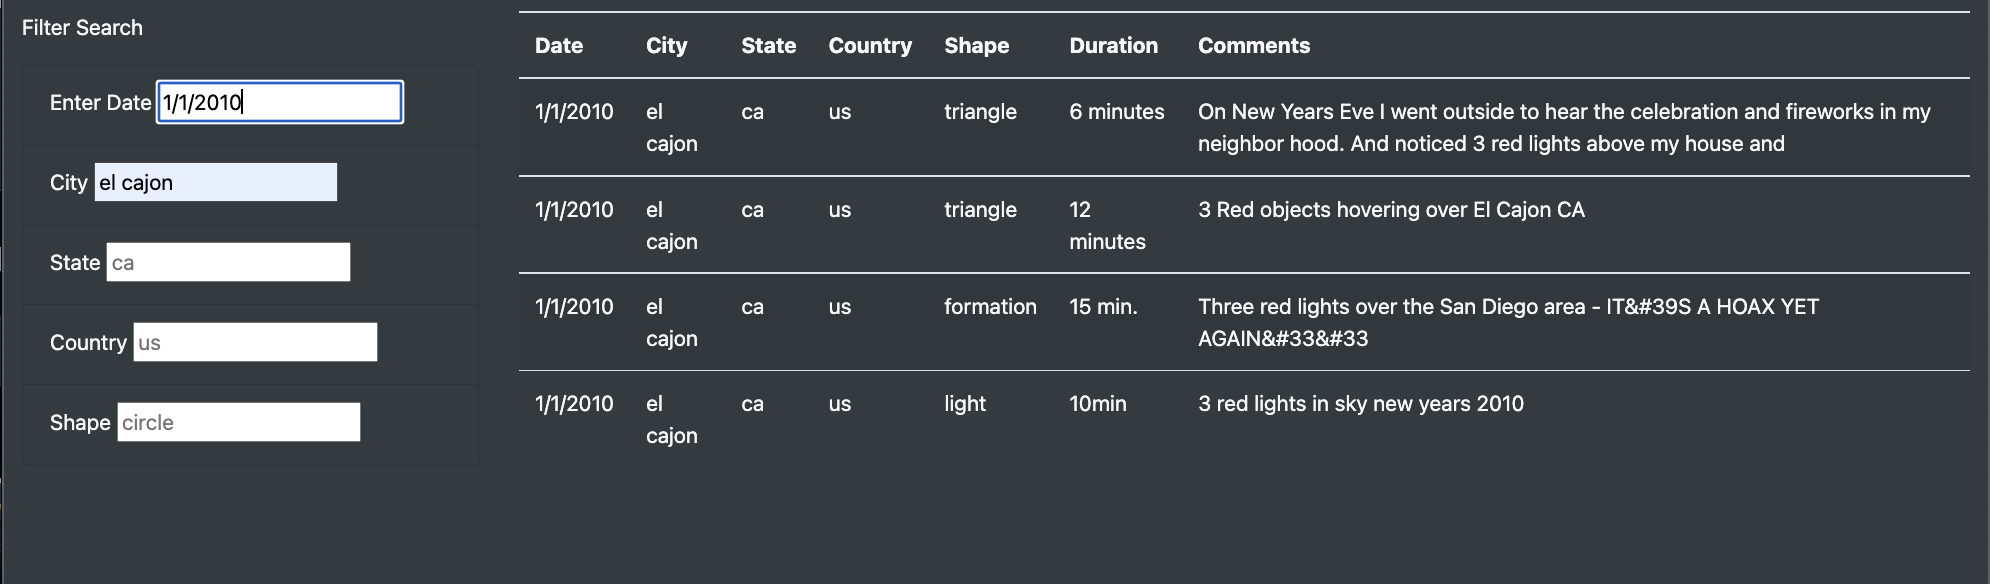 Filter Search
Enter Date 1/1/2010
City el cajon
State ca
Country us
Shape circle
Date City State Country Shape Duration Comments
1/1/2010 el cajon ca us triangle 6 minutes On New Years Eve I went outside to hear the celebration and fireworks in my
neighbor hood. And noticed 3 red lights above my house and
1/1/2010 el cajon ca us triangle 12 minutes 3 Red objects hovering over El Cajon CA
1/1/2010 el cajon ca us formation 15 min. Three red lights over the San Diego area - IT&#39S A HOAX YET
AGAIN&#33&#33
1/1/2010 el cajon ca us light 10min 3 red lights in sky new years 2010